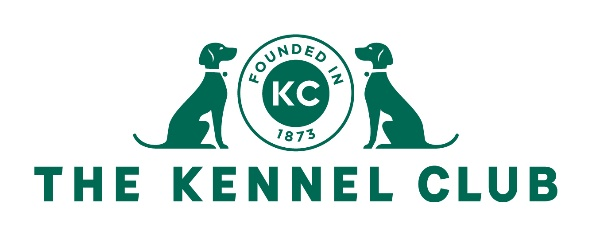 FOUNDED IN
KC
1873
THE KENNEL CLUB